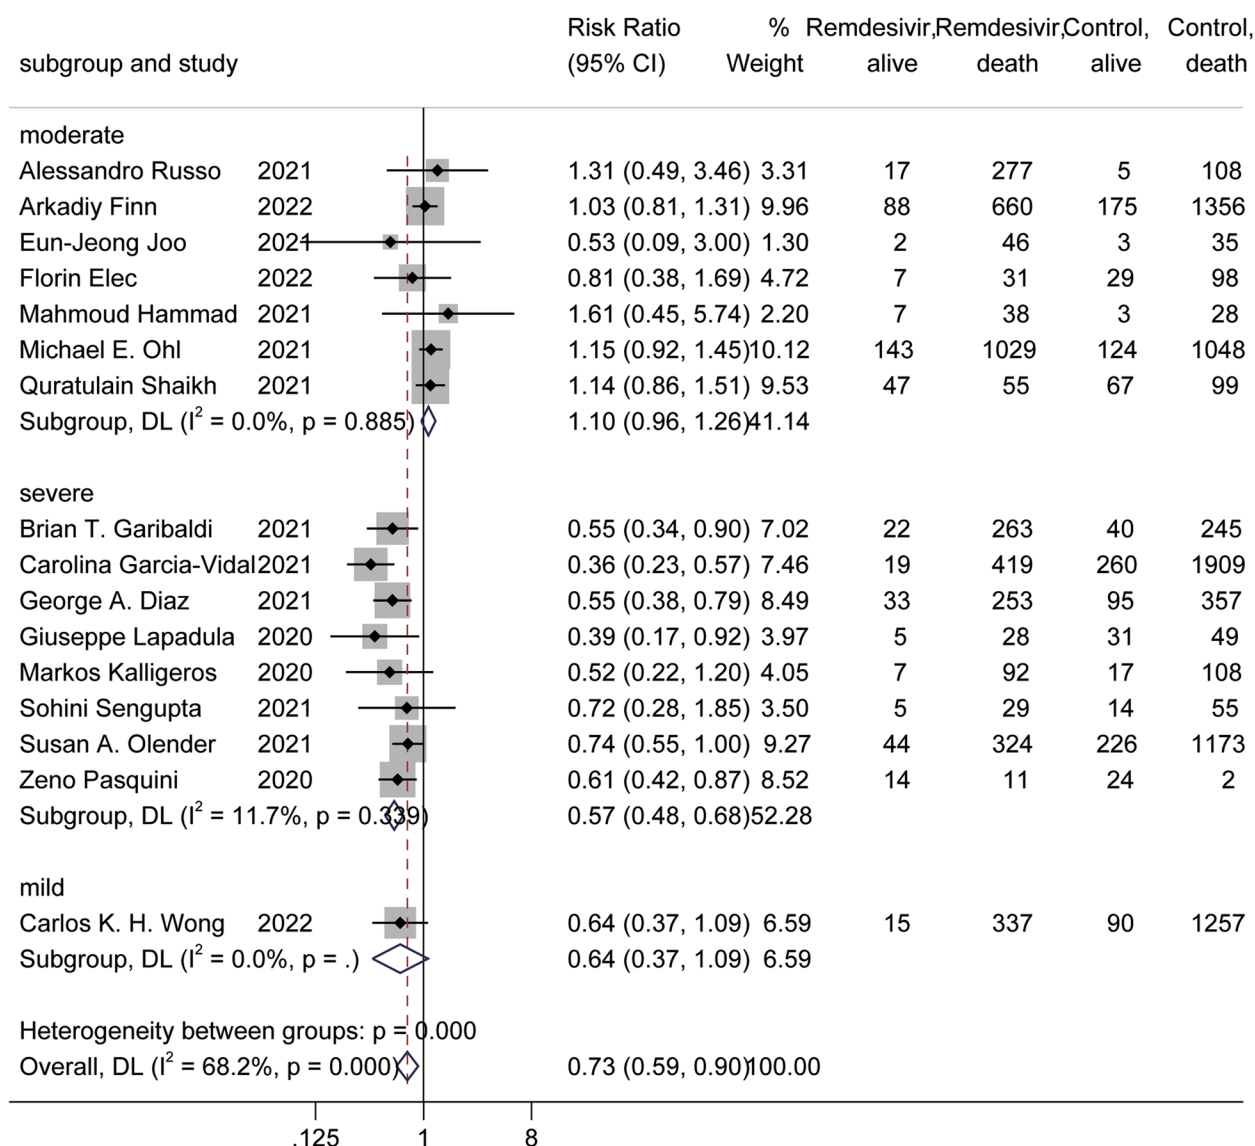 Risk Ratio % Remdesivir, Remdesivir, Control, Control,
subgroup and study (95% CI) Weight alive death alive death
moderate
Alessandro Russo 2021 1.31 (0.49, 3.46) 3.31 17 277 5 108
Arkadiy Finn 2022 1.03 (0.81, 1.31) 9.96 88 660 175 1356
Eun-Jeong Joo 2021 0.53 (0.09, 3.00) 1.30 2 46 3 35
Florin Elec 2022 0.81 (0.38, 1.69) 4.72 7 31 29 98
Mahmoud Hammad 2021 1.61 (0.45, 5.74) 2.20 7 38 3 28
Michael E. Ohl 2021 1.15 (0.92, 1.45) 10.12 143 1029 124 1048
Quratulain Shaikh 2021 1.14 (0.86, 1.51) 9.53 47 55 67 99
Subgroup, DL (I² = 0.0%, p = 0.885) 1.10 (0.96, 1.26) 41.14
severe
Brian T. Garibaldi 2021 0.55 (0.34, 0.90) 7.02 22 263 40 245
Carolina Garcia-Vidal 2021 0.36 (0.23, 0.57) 7.46 19 419 260 1909
George A. Diaz 2021 0.55 (0.38, 0.79) 8.49 33 253 95 357
Giuseppe Lapadula 2020 0.39 (0.17, 0.92) 3.97 5 28 31 49
Markos Kalligeros 2020 0.52 (0.22, 1.20) 4.05 7 92 17 108
Sohini Sengupta 2021 0.72 (0.28, 1.85) 3.50 5 29 14 55
Susan A. Olender 2021 0.74 (0.55, 1.00) 9.27 44 324 226 1173
Zeno Pasquini 2020 0.61 (0.42, 0.87) 8.52 14 11 24 2
Subgroup, DL (I² = 11.7%, p = 0.339) 0.57 (0.48, 0.68) 52.28
mild
Carlos K. H. Wong 2022 0.64 (0.37, 1.09) 6.59 15 337 90 1257
Subgroup, DL (I² = 0.0%, p = .) 0.64 (0.37, 1.09) 6.59
Heterogeneity between groups: p = 0.000
Overall, DL (I² = 68.2%, p = 0.000) 0.73 (0.59, 0.90) 100.00
.125 1 8